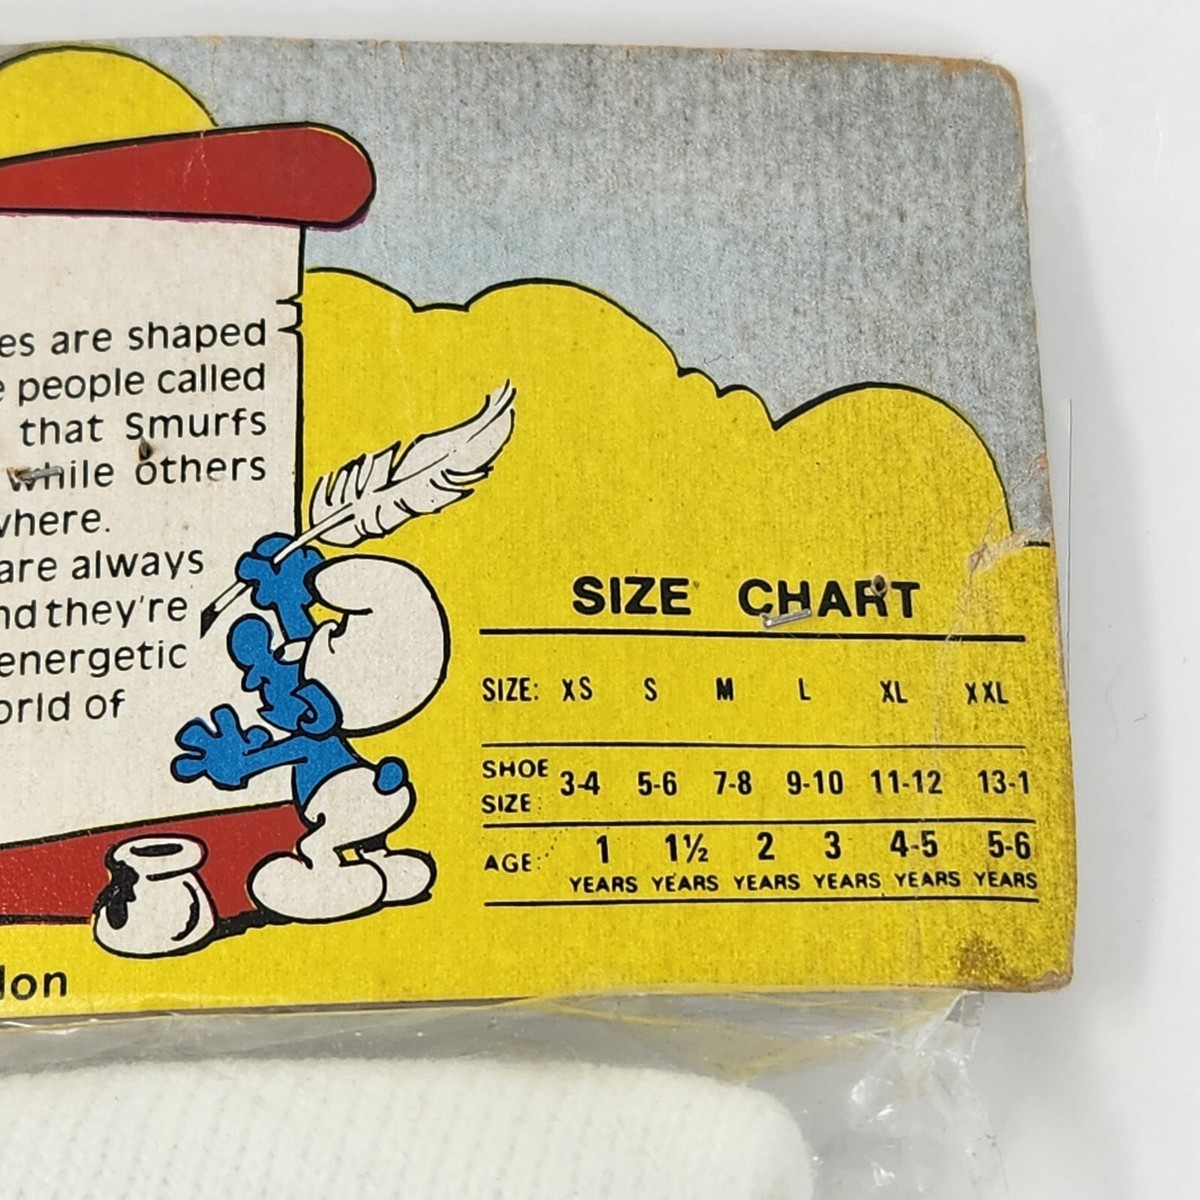 es are shaped
e people called
that Smurfs
while others
where.
are always
nd they're
energetic
orld of
lon
SIZE CHART
SIZE: XS S M L XL XXL
SHOE SIZE: 3-4 5-6 7-8 9-10 11-12 13-1
AGE: 1 1½ 2 3 4-5 5-6
YEARS YEARS YEARS YEARS YEARS YEARS